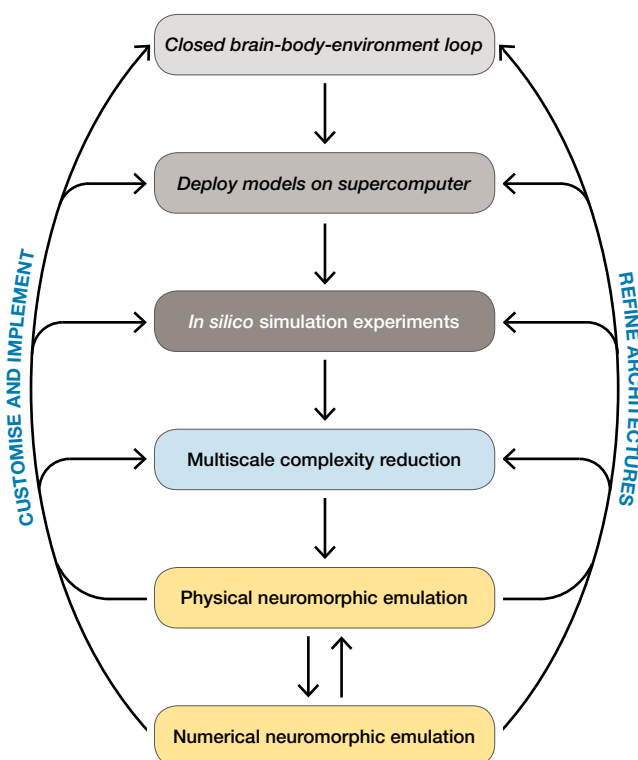 Closed brain-body-environment loop
Deploy models on supercomputer
In silico simulation experiments
Multiscale complexity reduction
Physical neuromorphic emulation
Numerical neuromorphic emulation
CUSTOMISE AND IMPLEMENT
REFINE ARCHITECTURES